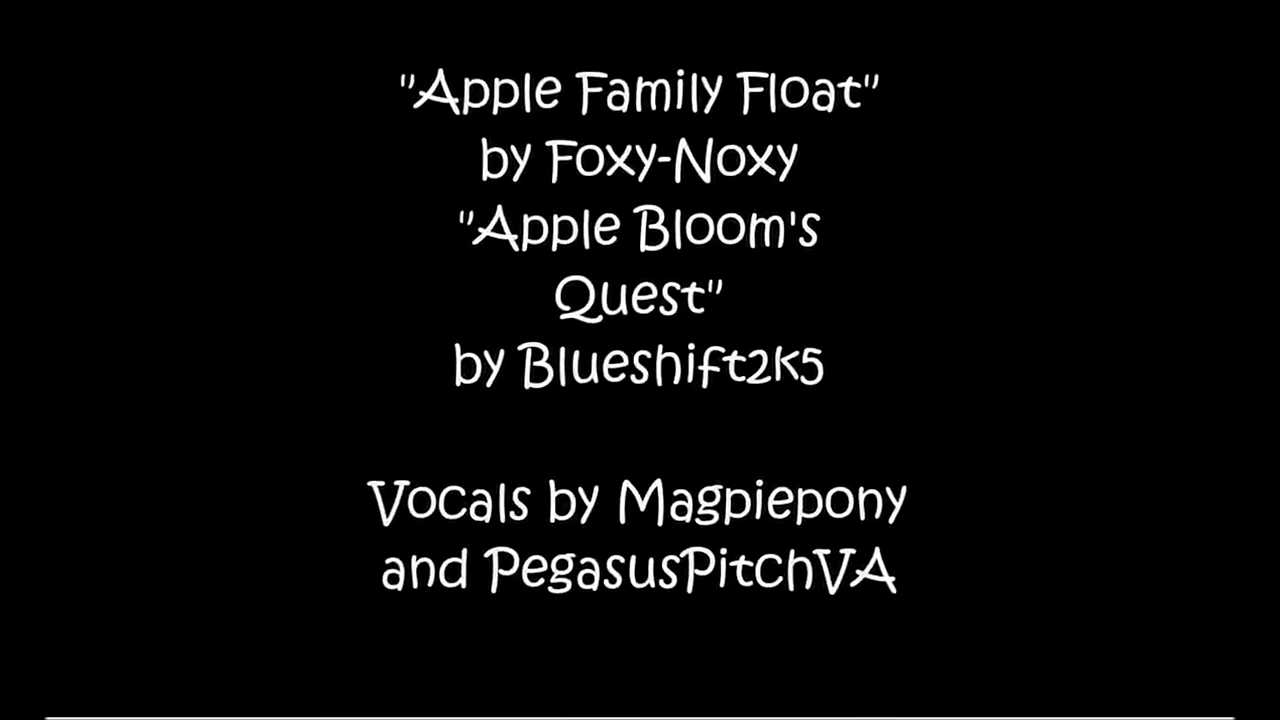 "Apple Family Float"
by Foxy-Noxy
"Apple Bloom's
Quest"
by Blueshift2k5
Vocals by Magpiepony
and PegasusPitchVA